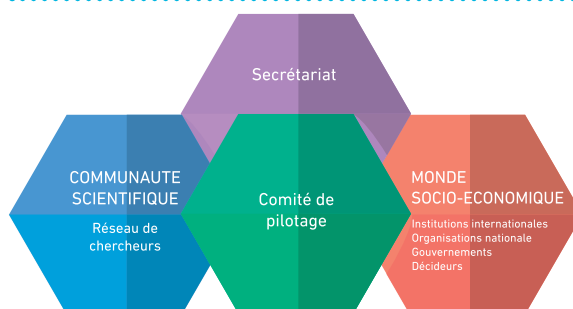 Secrétariat
COMMUNAUTE
SCIENTIFIQUE
Réseau de
chercheurs
Comité de
pilotage
MONDE
SOCIO-ECONOMIQUE
Institutions internationales
Organisations nationale
Gouvernements
Décideurs